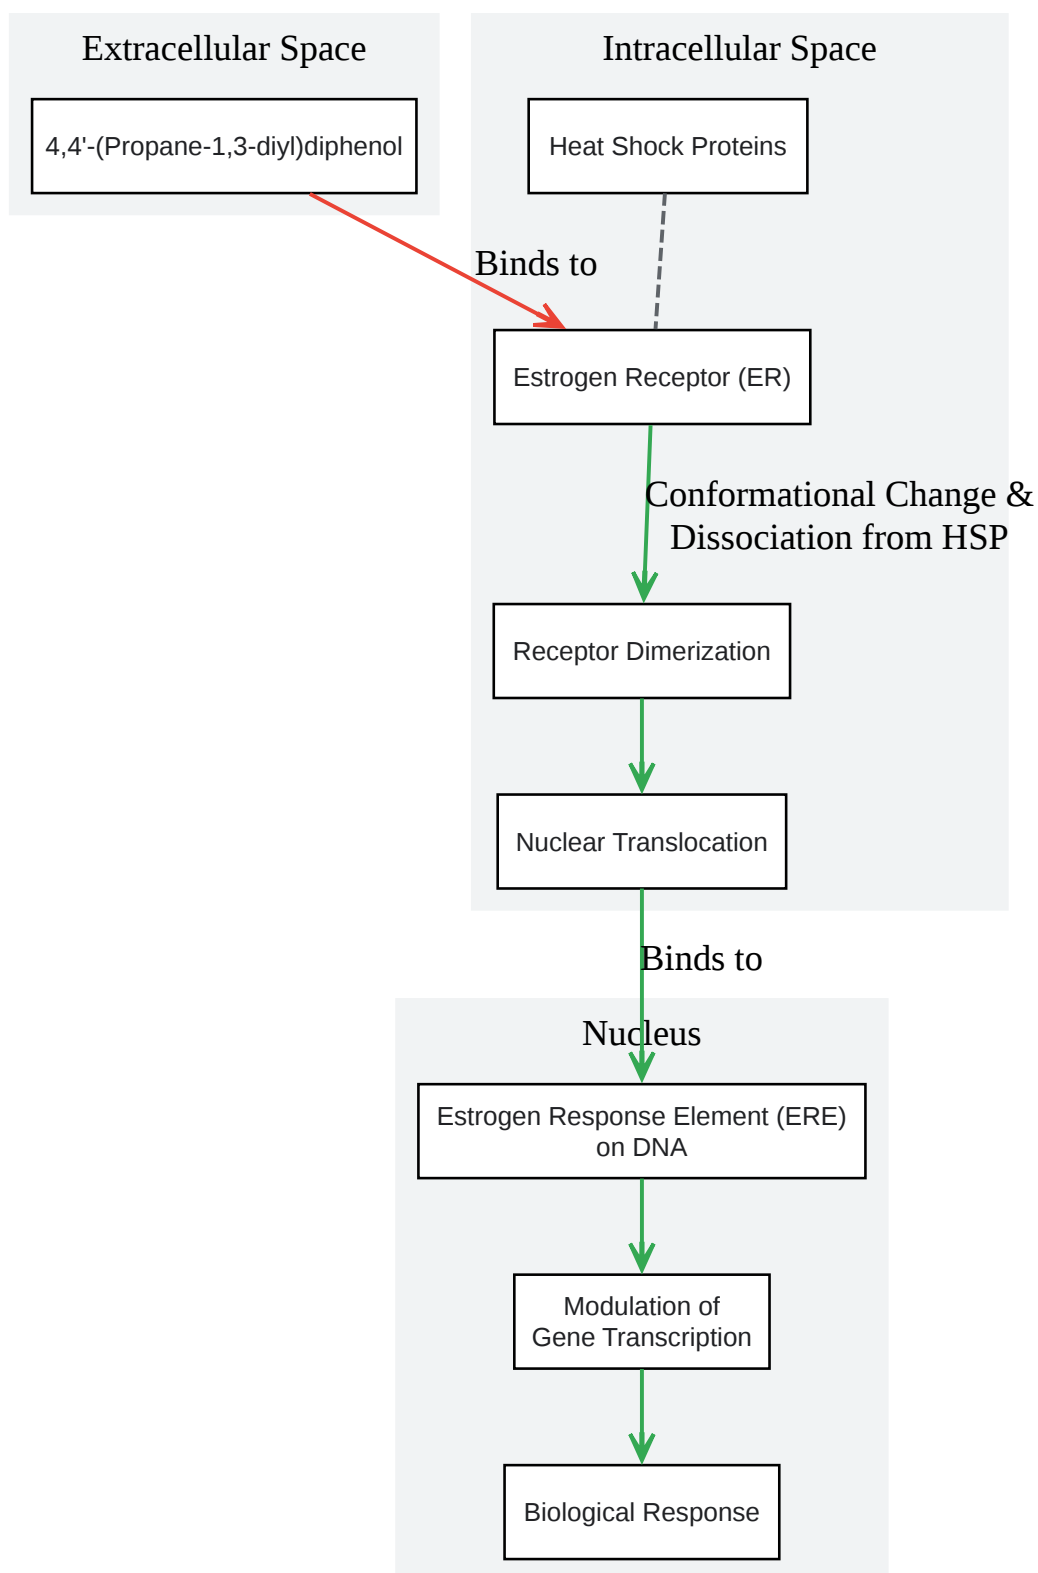 Extracellular Space
Intracellular Space
4,4'-(Propane-1,3-diyl)diphenol
Heat Shock Proteins
Binds to
Estrogen Receptor (ER)
Conformational Change &
Dissociation from HSP
Receptor Dimerization
Nuclear Translocation
Binds to
Nucleus
Estrogen Response Element (ERE)
on DNA
Modulation of
Gene Transcription
Biological Response